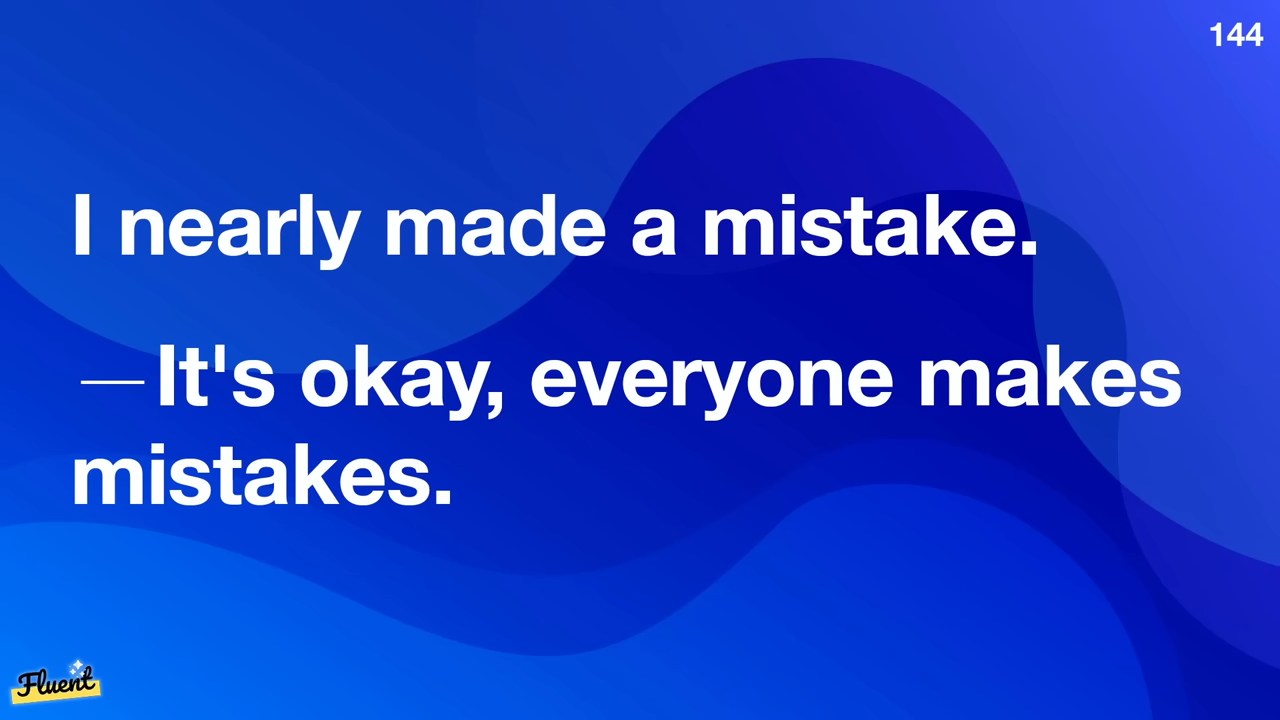 144
I nearly made a mistake.
—It's okay, everyone makes
mistakes.
Fluent